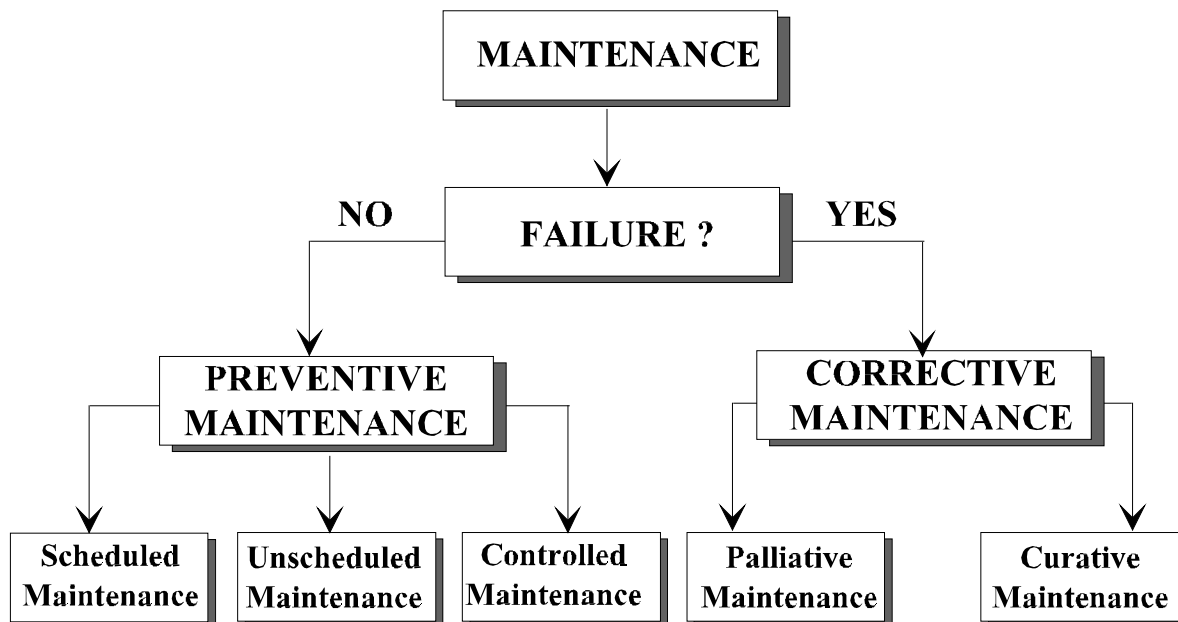 MAINTENANCE
NO
FAILURE ?
YES
PREVENTIVE
MAINTENANCE
CORRECTIVE
MAINTENANCE
Scheduled
Maintenance
Unscheduled
Maintenance
Controlled
Maintenance
Palliative
Maintenance
Curative
Maintenance